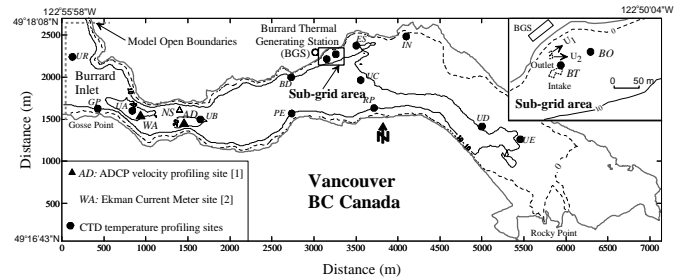 122°55'58"W
122°50'04"W
49°18'08"N
2500
2000
1500
1000
500
49°16'43"N
Distance (m)
Model Open Boundaries
Burrard Thermal
Generating Station
(BGS)
ES
IN
UR
Burrard
Inlet
BD
Sub-grid area
UC
GP
UA
NS
AD
WA
UB
PE
RP
UD
UE
Gosse Point
N
AD: ADCP velocity profiling site [1]
WA: Ekman Current Meter site [2]
CTD temperature profiling sites
Vancouver
BC Canada
Rocky Point
0
10
BGS
U1
U2
Outlet
BO
BT
Intake
0
50 m
Sub-grid area
10
0 500 1000 1500 2000 2500 3000 3500 4000 4500 5000 5500 6000 7000
Distance (m)